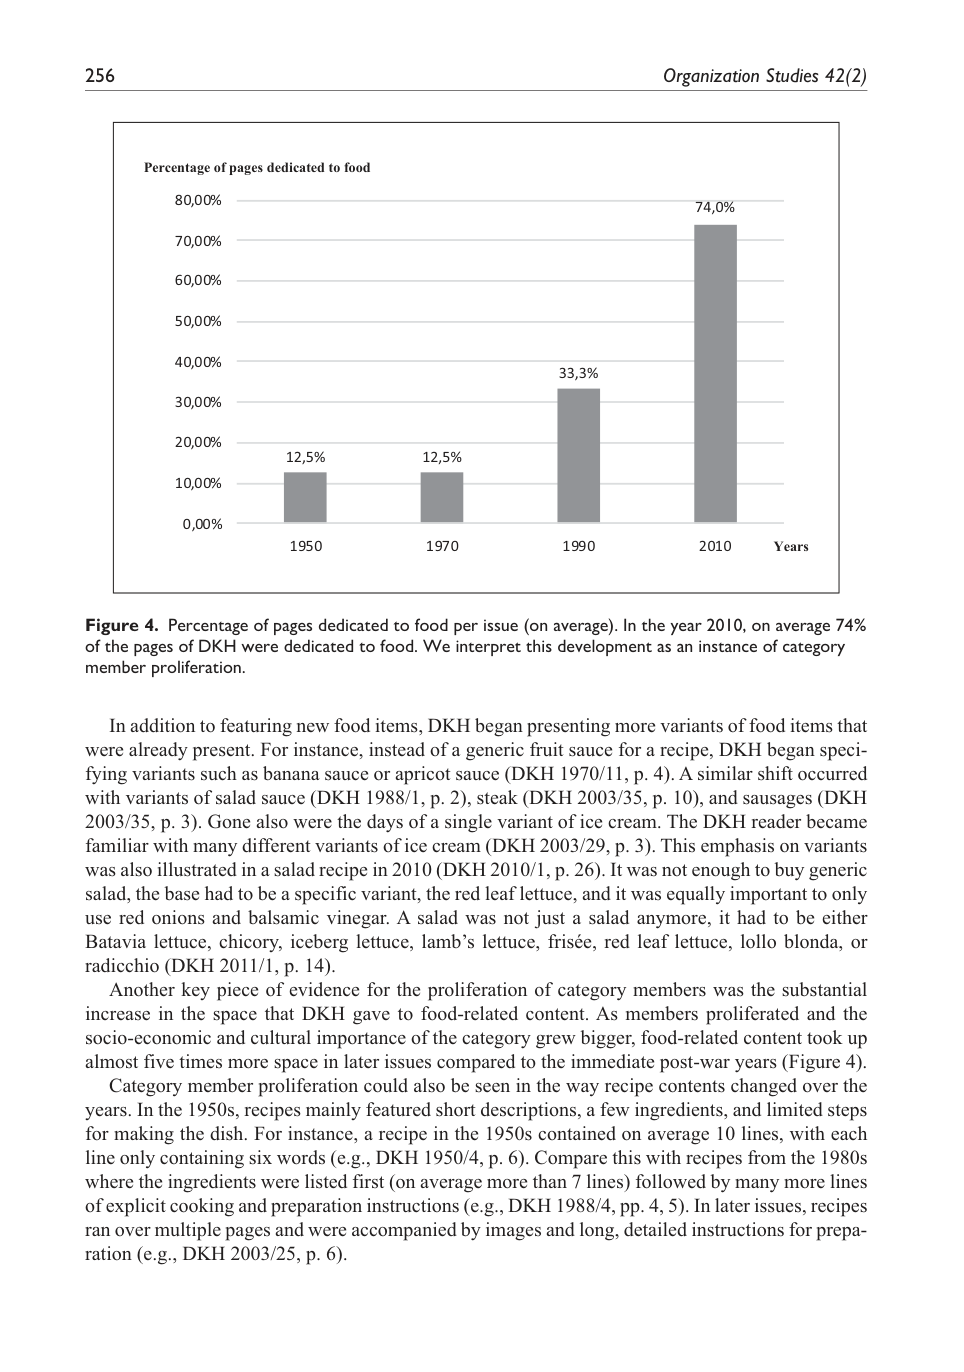 256
Organization Studies 42(2)
Percentage of pages dedicated to food
80,00%
70,00%
60,00%
50,00%
40,00%
30,00%
20,00%
10,00%
0,00%
12,5%
12,5%
33,3%
74,0%
1950
1970
1990
2010
Years
Figure 4. Percentage of pages dedicated to food per issue (on average). In the year 2010, on average 74%
of the pages of DKH were dedicated to food. We interpret this development as an instance of category
member proliferation.
In addition to featuring new food items, DKH began presenting more variants of food items that
were already present. For instance, instead of a generic fruit sauce for a recipe, DKH began speci-
fying variants such as banana sauce or apricot sauce (DKH 1970/11, p. 4). A similar shift occurred
with variants of salad sauce (DKH 1988/1, p. 2), steak (DKH 2003/35, p. 10), and sausages (DKH
2003/35, p. 3). Gone also were the days of a single variant of ice cream. The DKH reader became
familiar with many different variants of ice cream (DKH 2003/29, p. 3). This emphasis on variants
was also illustrated in a salad recipe in 2010 (DKH 2010/1, p. 26). It was not enough to buy generic
salad, the base had to be a specific variant, the red leaf lettuce, and it was equally important to only
use red onions and balsamic vinegar. A salad was not just a salad anymore, it had to be either
Batavia lettuce, chicory, iceberg lettuce, lamb's lettuce, frisée, red leaf lettuce, lollo blonda, or
radicchio (DKH 2011/1, p. 14).
Another key piece of evidence for the proliferation of category members was the substantial
increase in the space that DKH gave to food-related content. As members proliferated and the
socio-economic and cultural importance of the category grew bigger, food-related content took up
almost five times more space in later issues compared to the immediate post-war years (Figure 4).
Category member proliferation could also be seen in the way recipe contents changed over the
years. In the 1950s, recipes mainly featured short descriptions, a few ingredients, and limited steps
for making the dish. For instance, a recipe in the 1950s contained on average 10 lines, with each
line only containing six words (e.g., DKH 1950/4, p. 6). Compare this with recipes from the 1980s
where the ingredients were listed first (on average more than 7 lines) followed by many more lines
of explicit cooking and preparation instructions (e.g., DKH 1988/4, pp. 4, 5). In later issues, recipes
ran over multiple pages and were accompanied by images and long, detailed instructions for prepa-
ration (e.g., DKH 2003/25, p. 6).